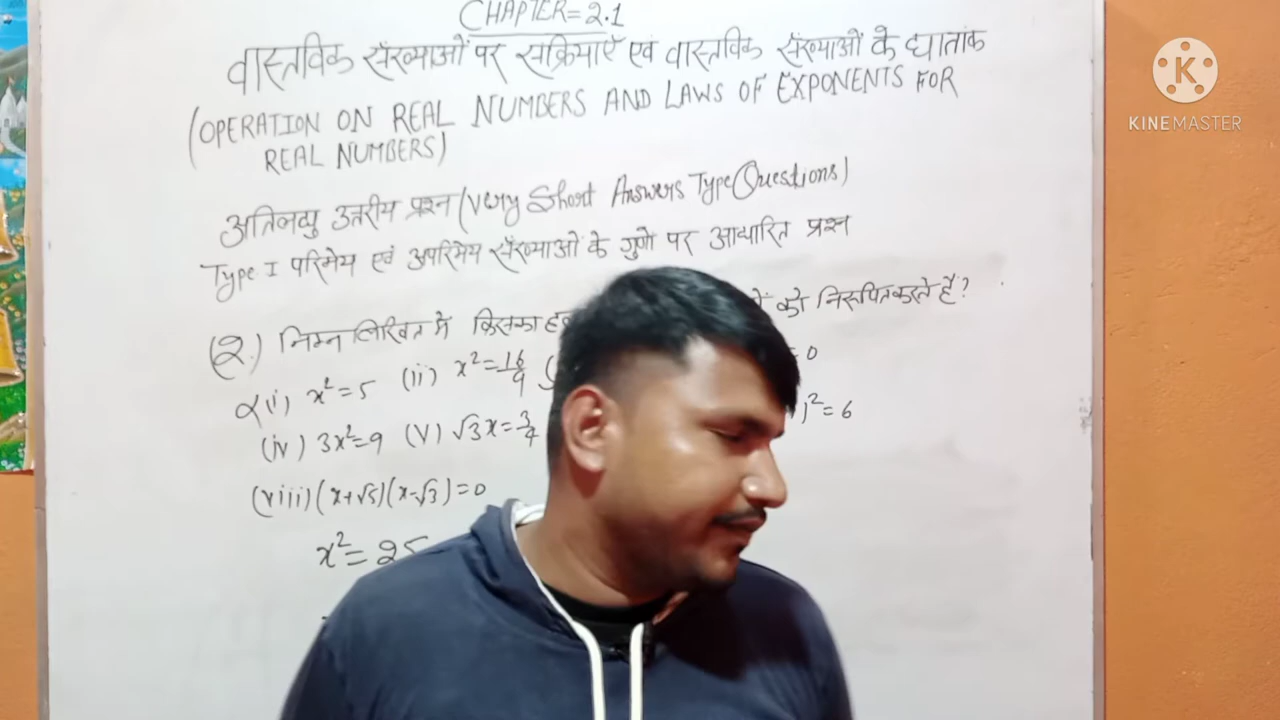 CHAPTER=2.1
वास्तविक संख्याओं पर सक्रियाएँ एवं वास्तविक संख्याओं के घातांक
(OPERATION ON REAL NUMBERS AND LAWS OF EXPONENTS FOR
REAL NUMBERS)
अतिलघु उत्तरीय प्रश्न (Very Short Answers Type Questions)
Type I परिमेय एवं अपरिमेय सँख्याओं के गुणो पर आधारित प्रश्न
(2.) निम्न लिखित में किसका को निरूपित करते हैं?
(i) x²=5 (ii) x²=16/9 =0
(iv) 3x²=9 (V) √3x=3/4 )²=6
(viii) (x+√5)(x-√3)=0
x²=25
KINEMASTER